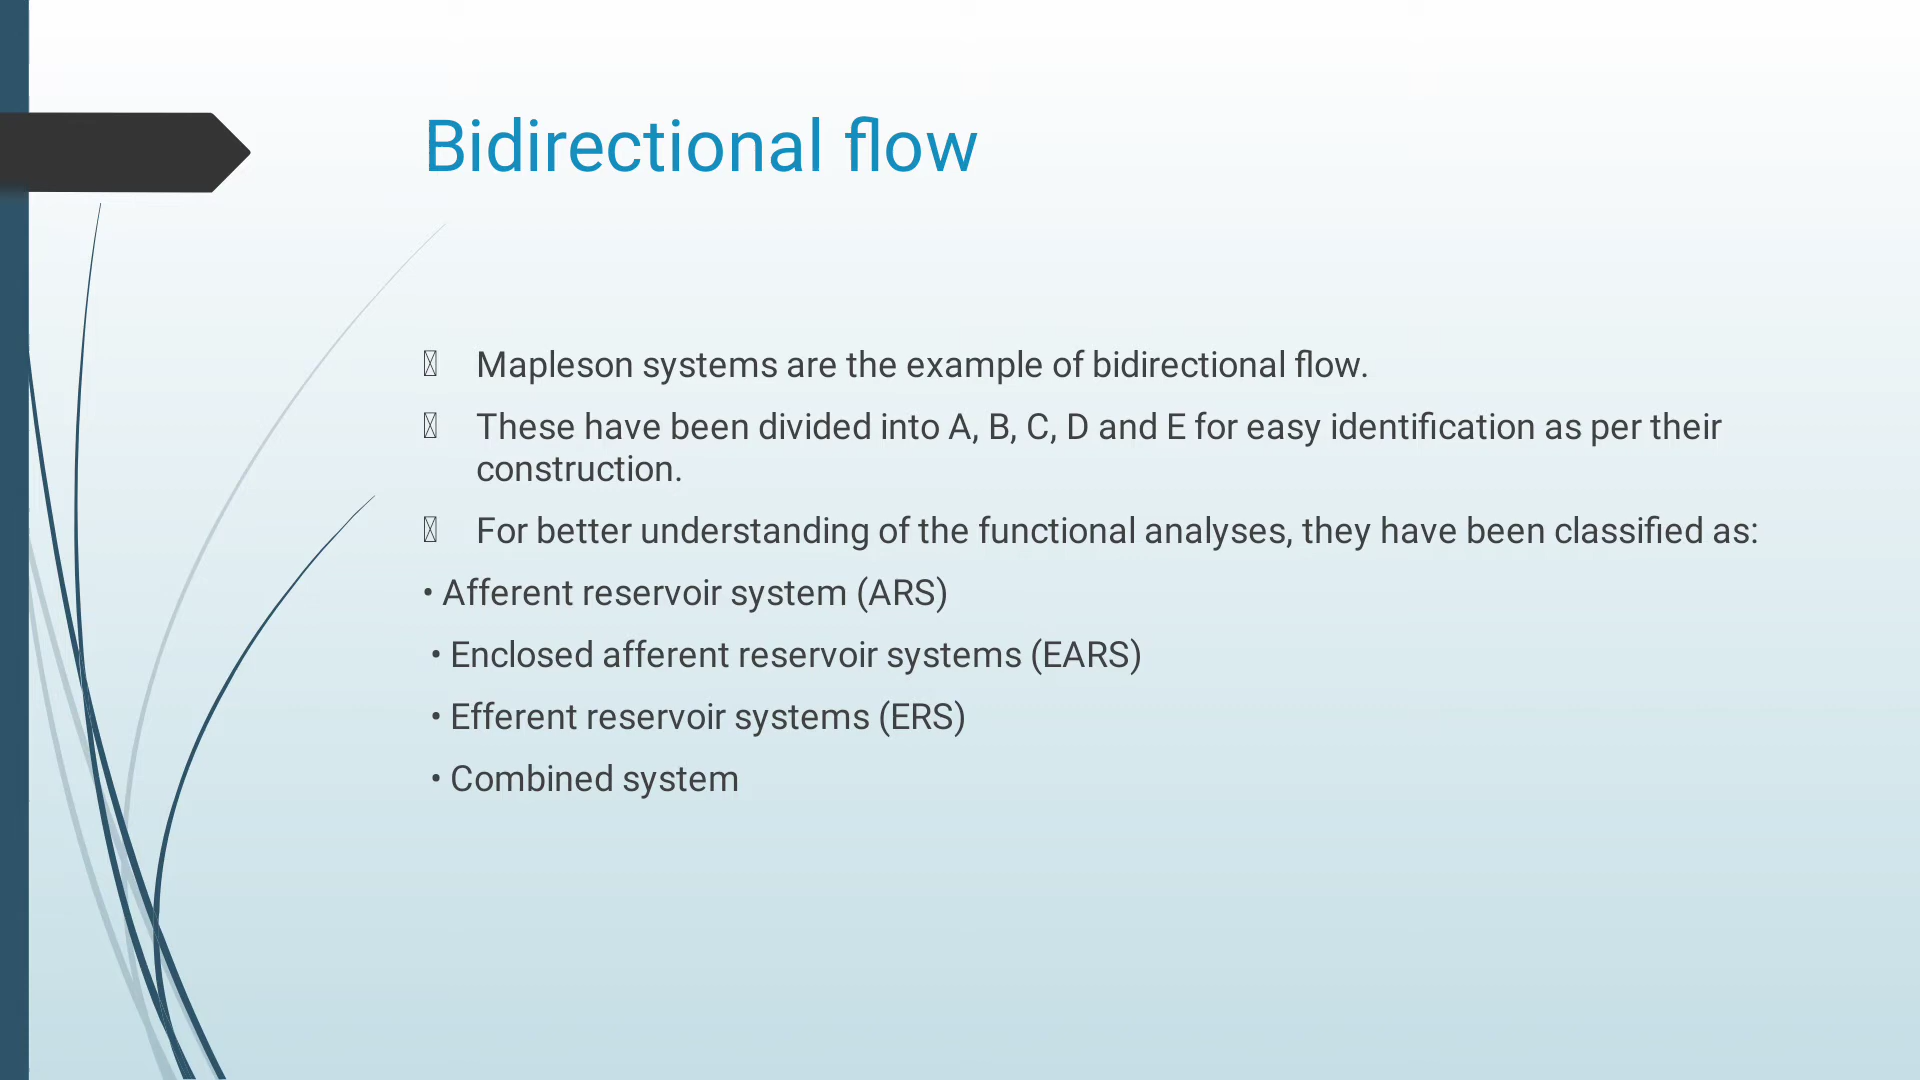 Bidirectional flow
Mapleson systems are the example of bidirectional flow.
These have been divided into A, B, C, D and E for easy identification as per their
construction.
For better understanding of the functional analyses, they have been classified as:
• Afferent reservoir system (ARS)
• Enclosed afferent reservoir systems (EARS)
• Efferent reservoir systems (ERS)
• Combined system